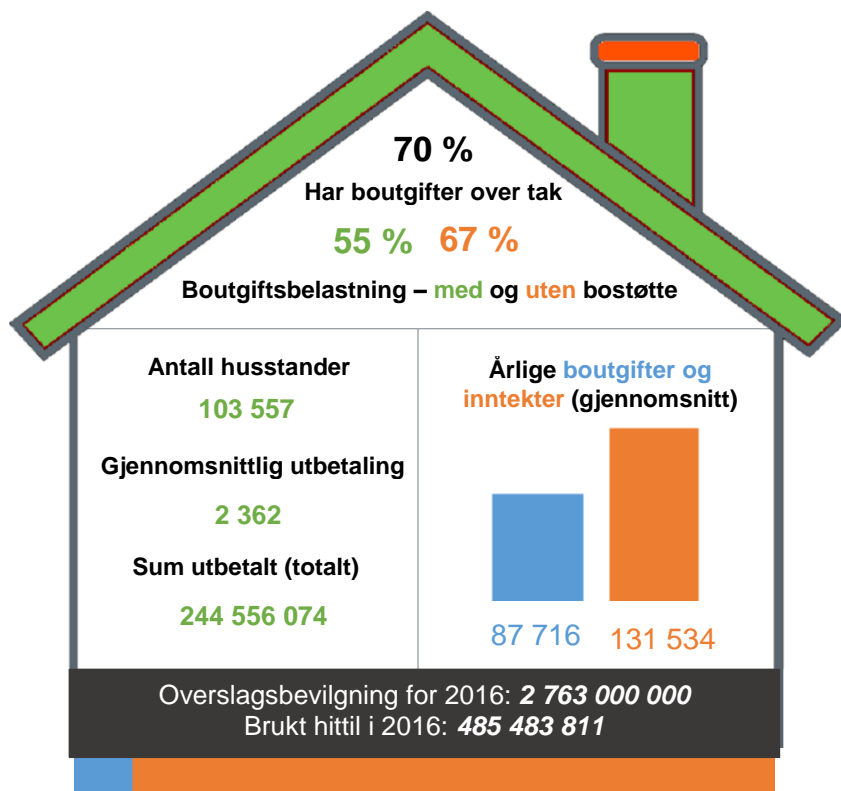 70 %
Har boutgifter over tak
55 % 67 %
Boutgiftsbelastning – med og uten bostøtte
Antall husstander
103 557
Gjennomsnittlig utbetaling
2 362
Sum utbetalt (totalt)
244 556 074
Årlige boutgifter og
inntekter (gjennomsnitt)
87 716 131 534
Overslagsbevilgning for 2016: 2 763 000 000
Brukt hittil i 2016: 485 483 811